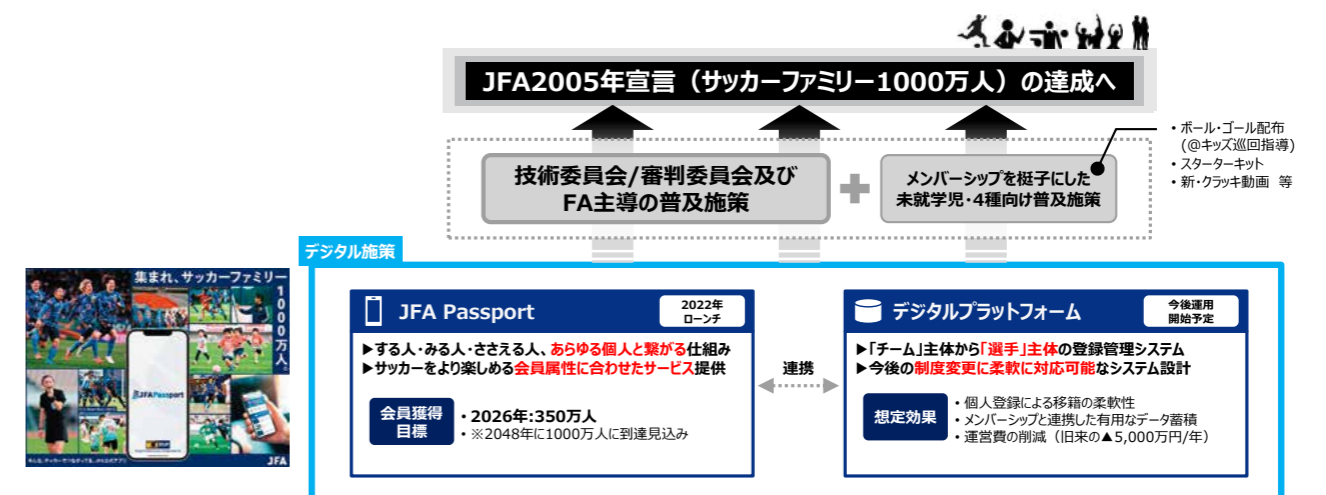 JFA2005年宣言（サッカーファミリー1000万人）の達成へ
・ボール・ゴール配布
(@キッズ巡回指導)
・スターターキット
・新・クラッキ動画 等
技術委員会/審判委員会及び
FA主導の普及施策
メンバーシップを梃子にした
未就学児・4種向け普及施策
デジタル施策
集まれ、サッカーファミリー
1000万人。
JFAPassport
JFA
JFA Passport
2022年
ローンチ
▶する人・みる人・ささえる人、あらゆる個人と繋がる仕組み
▶サッカーをより楽しめる会員属性に合わせたサービス提供
会員獲得
目標
・2026年:350万人
・※2048年に1000万人に到達見込み
連携
デジタルプラットフォーム
今後運用
開始予定
▶「チーム」主体から「選手」主体の登録管理システム
▶今後の制度変更に柔軟に対応可能なシステム設計
想定効果
・個人登録による移籍の柔軟性
・メンバーシップと連携した有用なデータ蓄積
・運営費の削減（旧来の▲5,000万円/年）